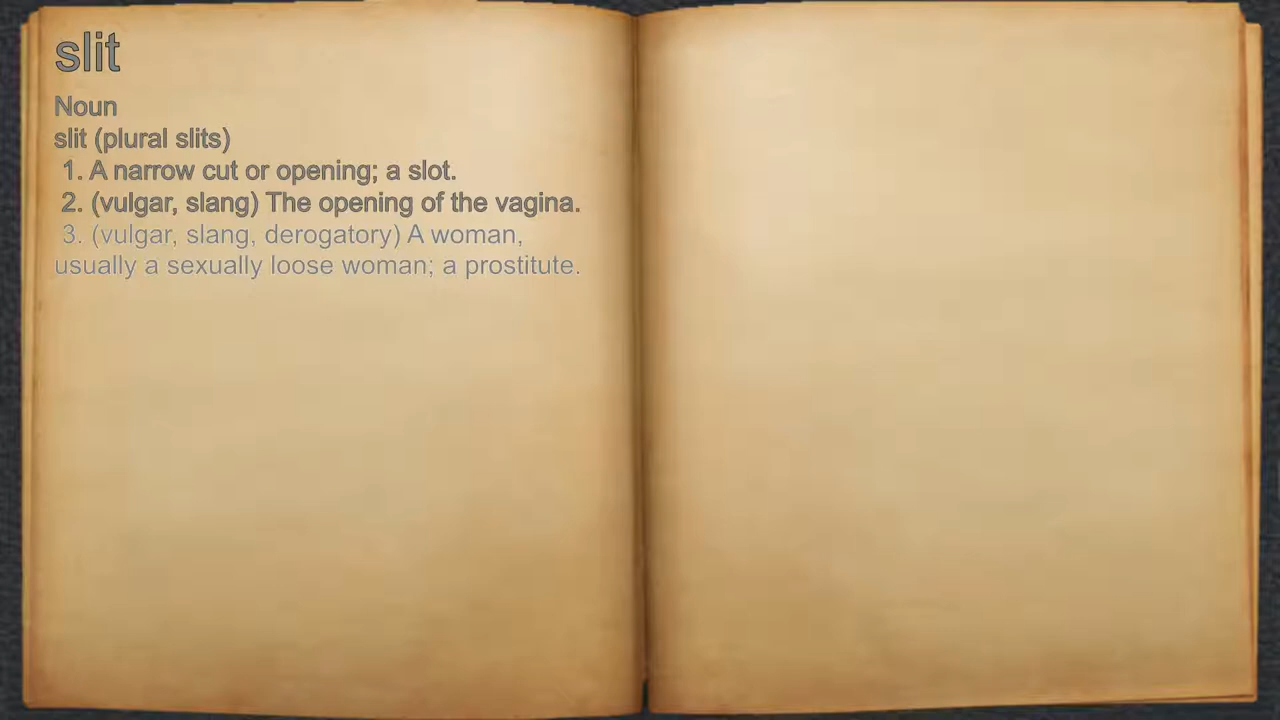 slit
Noun
slit (plural slits)
1. A narrow cut or opening; a slot.
2. (vulgar, slang) The opening of the vagina.
3. (vulgar, slang, derogatory) A woman,
usually a sexually loose woman; a prostitute.